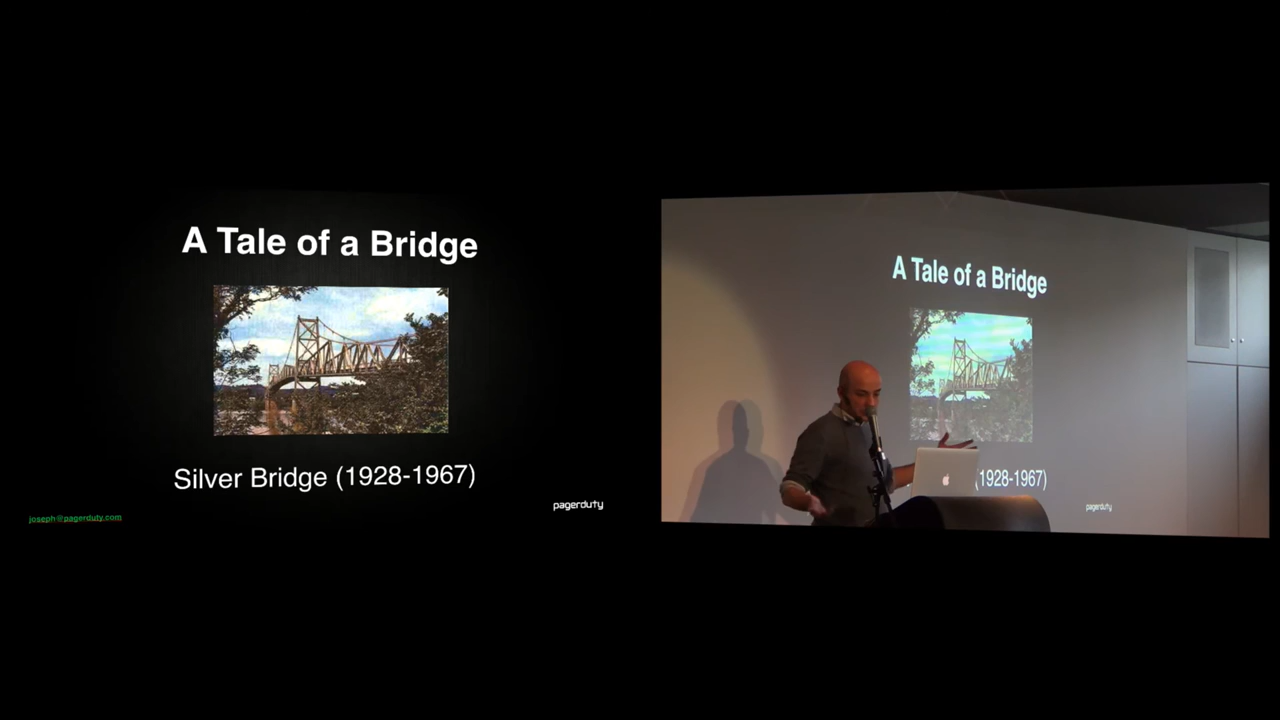 A Tale of a Bridge
Silver Bridge (1928-1967)
joseph@pagerduty.com
pagerduty
A Tale of a Bridge
(1928-1967)
pagerduty